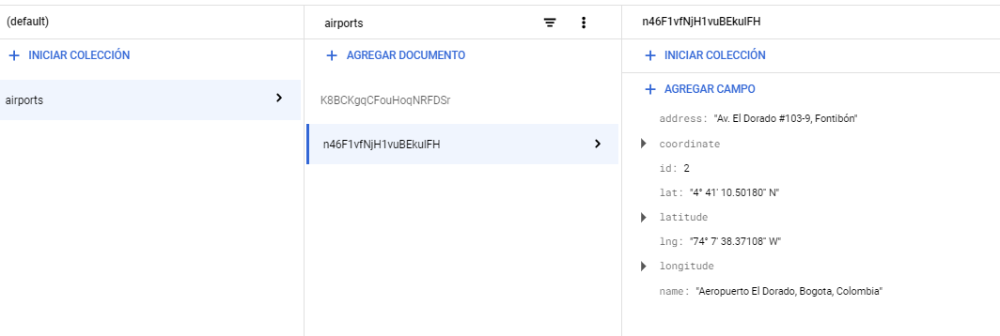 (default)
INICIAR COLECCIÓN
airports
airports
AGREGAR DOCUMENTO
K8BCKgqCFouHoqNRFDSr
n46F1vfNjH1vuBEkuIFH
n46F1vfNjH1vuBEkuIFH
INICIAR COLECCIÓN
AGREGAR CAMPO
address: "Av. El Dorado #103-9, Fontibón"
coordinate
id: 2
lat: "4° 41' 10.50180" N"
latitude
lng: "74° 7' 38.37108" W"
longitude
name: "Aeropuerto El Dorado, Bogota, Colombia"